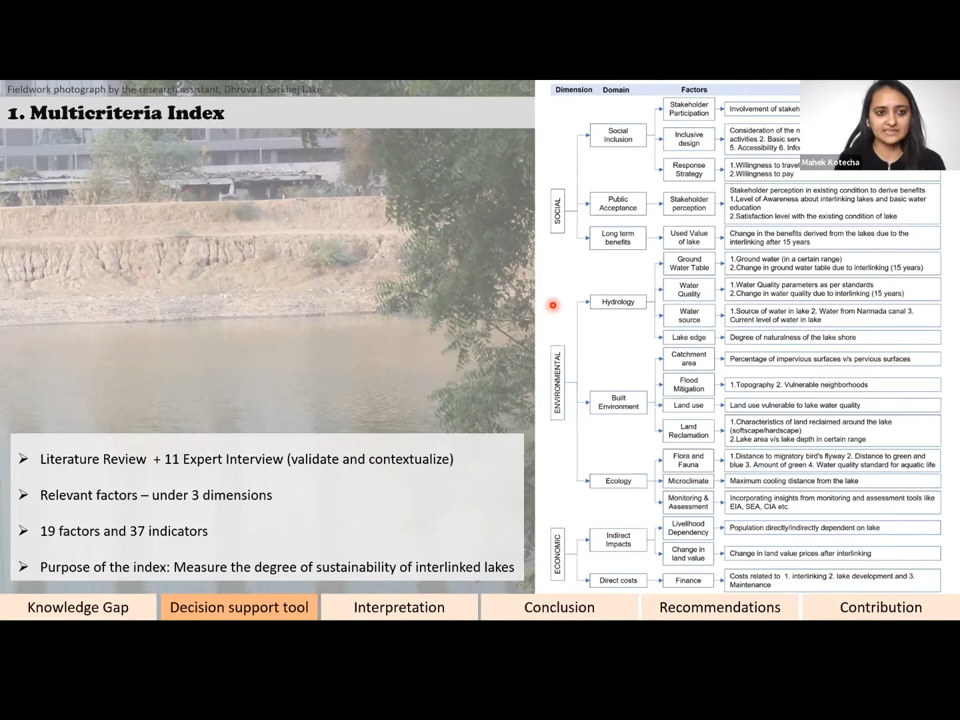 Fieldwork photograph by the research assistant, Dhruva | Sarkhej Lake
1. Multicriteria Index
➤ Literature Review + 11 Expert Interview (validate and contextualize)
➤ Relevant factors – under 3 dimensions
➤ 19 factors and 37 indicators
➤ Purpose of the index: Measure the degree of sustainability of interlinked lakes
Dimension Domain Factors
SOCIAL
Social
Inclusion
Stakeholder
Participation
Involvement of
Inclusive
design
Consideration of the
activities 2. Basic
5. Accessibility 6.
Response
Strategy
1.Willingness to
2.Willingness to pay
Public
Acceptance
Stakeholder
perception
Stakeholder perception in existing condition to derive benefits
1.Level of Awareness about interlinking lakes and basic water
education
2.Satisfaction level with the existing condition of lake
Long term
benefits
Used Value
of lake
Change in the benefits derived from the lakes due to the
interlinking after 15 years
ENVIRONMENTAL
Hydrology
Ground
Water Table
1.Ground water (in a certain range)
2.Change in ground water table due to interlinking (15 years)
Water
Quality
1.Water Quality parameters as per standards
2.Change in water quality due to interlinking (15 years)
Water
source
1.Source of water in lake 2. Water from Narmada canal 3.
Current level of water in lake
Lake edge
Degree of naturalness of the lake shore
Built
Environment
Catchment
area
Percentage of impervious surfaces v/s pervious surfaces
Flood
Mitigation
1.Topography 2. Vulnerable neighborhoods
Land use
Land use vulnerable to lake water quality
Land
Reclamation
1.Characteristics of land reclaimed around the lake
(softscape/hardscape)
2.Lake area v/s lake depth in certain range
Ecology
Flora and
Fauna
1.Distance to migratory bird's flyway 2. Distance to green and
blue 3. Amount of green 4. Water quality standard for aquatic life
Microclimate
Maximum cooling distance from the lake
Monitoring &
Assessment
Incorporating insights from monitoring and assessment tools like
EIA, SEA, CIA etc.
ECONOMIC
Indirect
Impacts
Livelihood
Dependency
Population directly/indirectly dependent on lake
Change in
land value
Change in land value prices after interlinking
Direct costs
Finance
Costs related to 1. interlinking 2. lake development and 3.
Maintenance
Mahek Kotecha
Knowledge Gap Decision support tool Interpretation Conclusion Recommendations Contribution